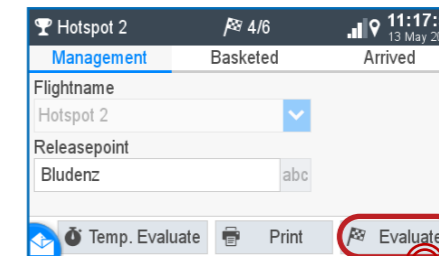 Hotspot 2 4/6 11:17:
13 May 20
Management Basketed Arrived
Flightname
Hotspot 2
Releasepoint
Bludenz abc
Temp. Evaluate Print Evaluate